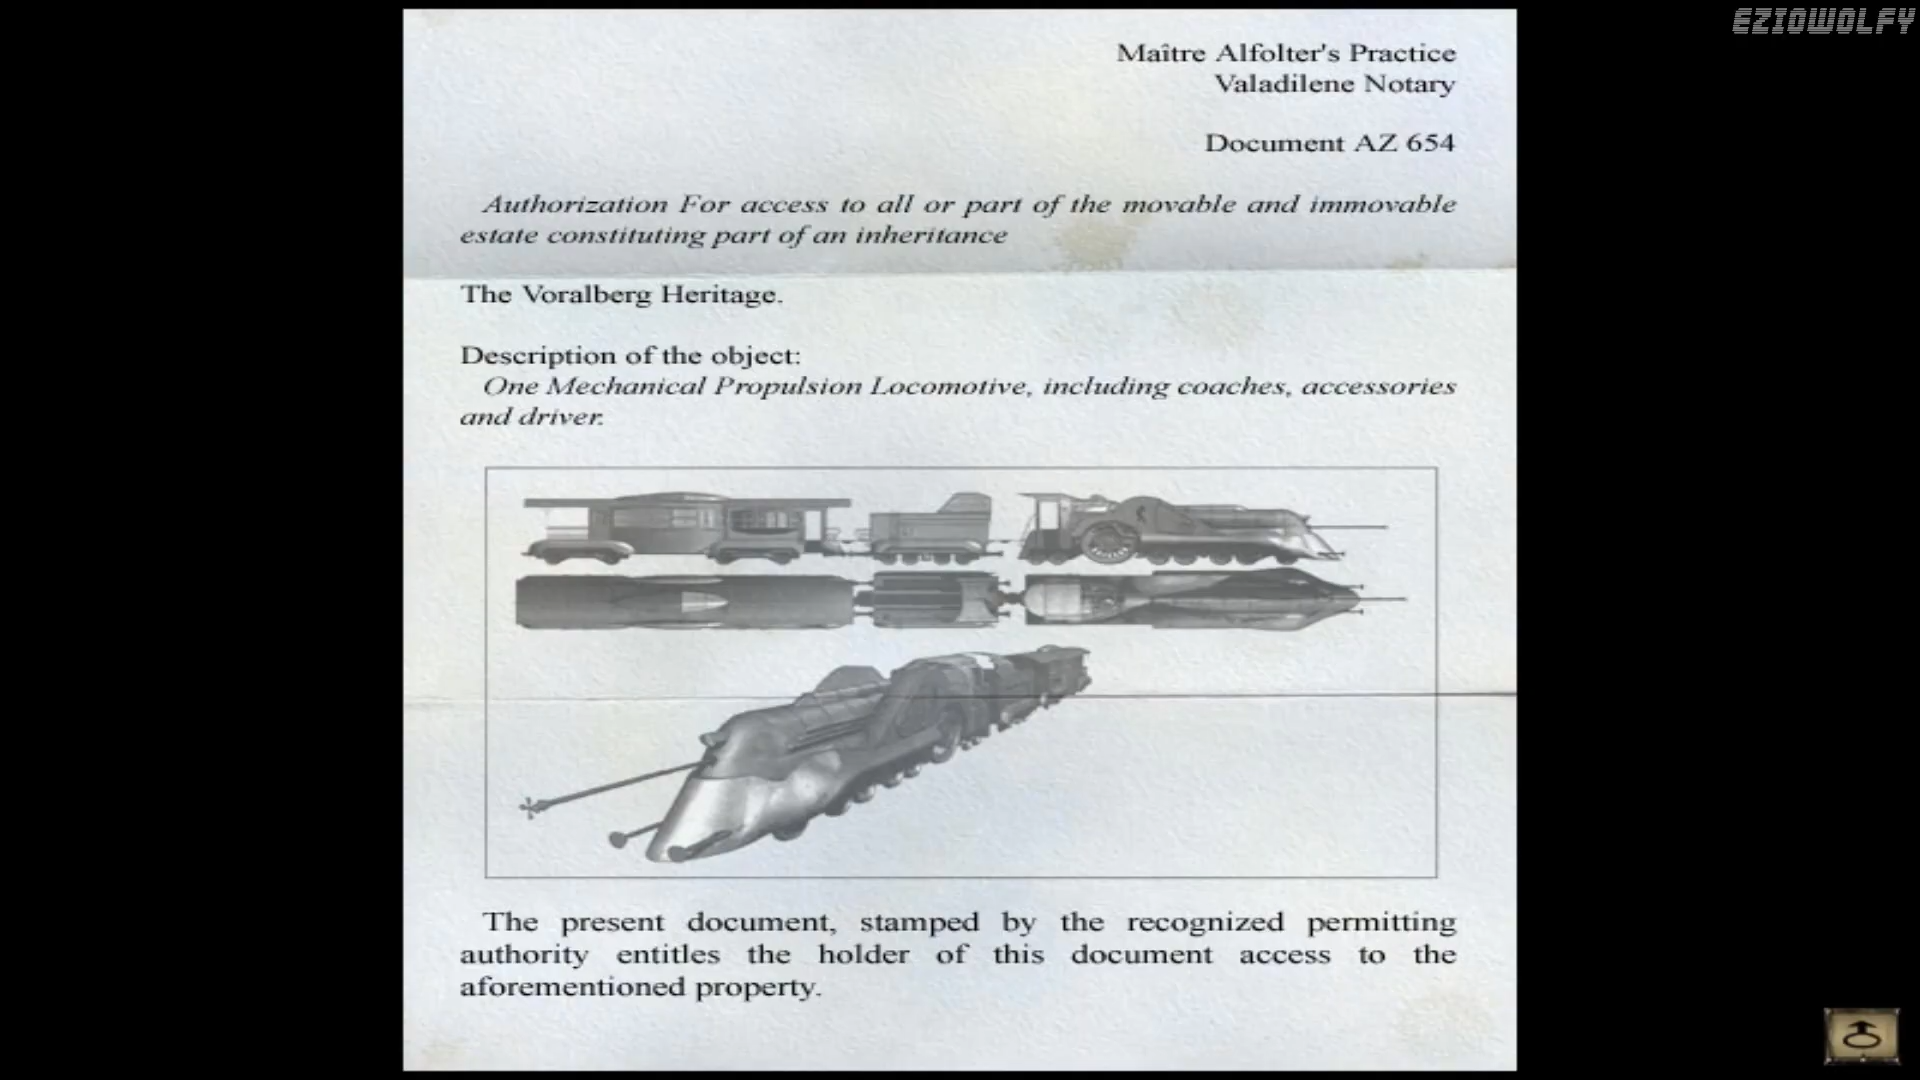 EZIOWOLFY
Maître Alfolter's Practice
Valadilene Notary
Document AZ 654
Authorization For access to all or part of the movable and immovable
estate constituting part of an inheritance
The Voralberg Heritage.
Description of the object:
One Mechanical Propulsion Locomotive, including coaches, accessories
and driver.
The present document, stamped by the recognized permitting
authority entitles the holder of this document access to the
aforementioned property.